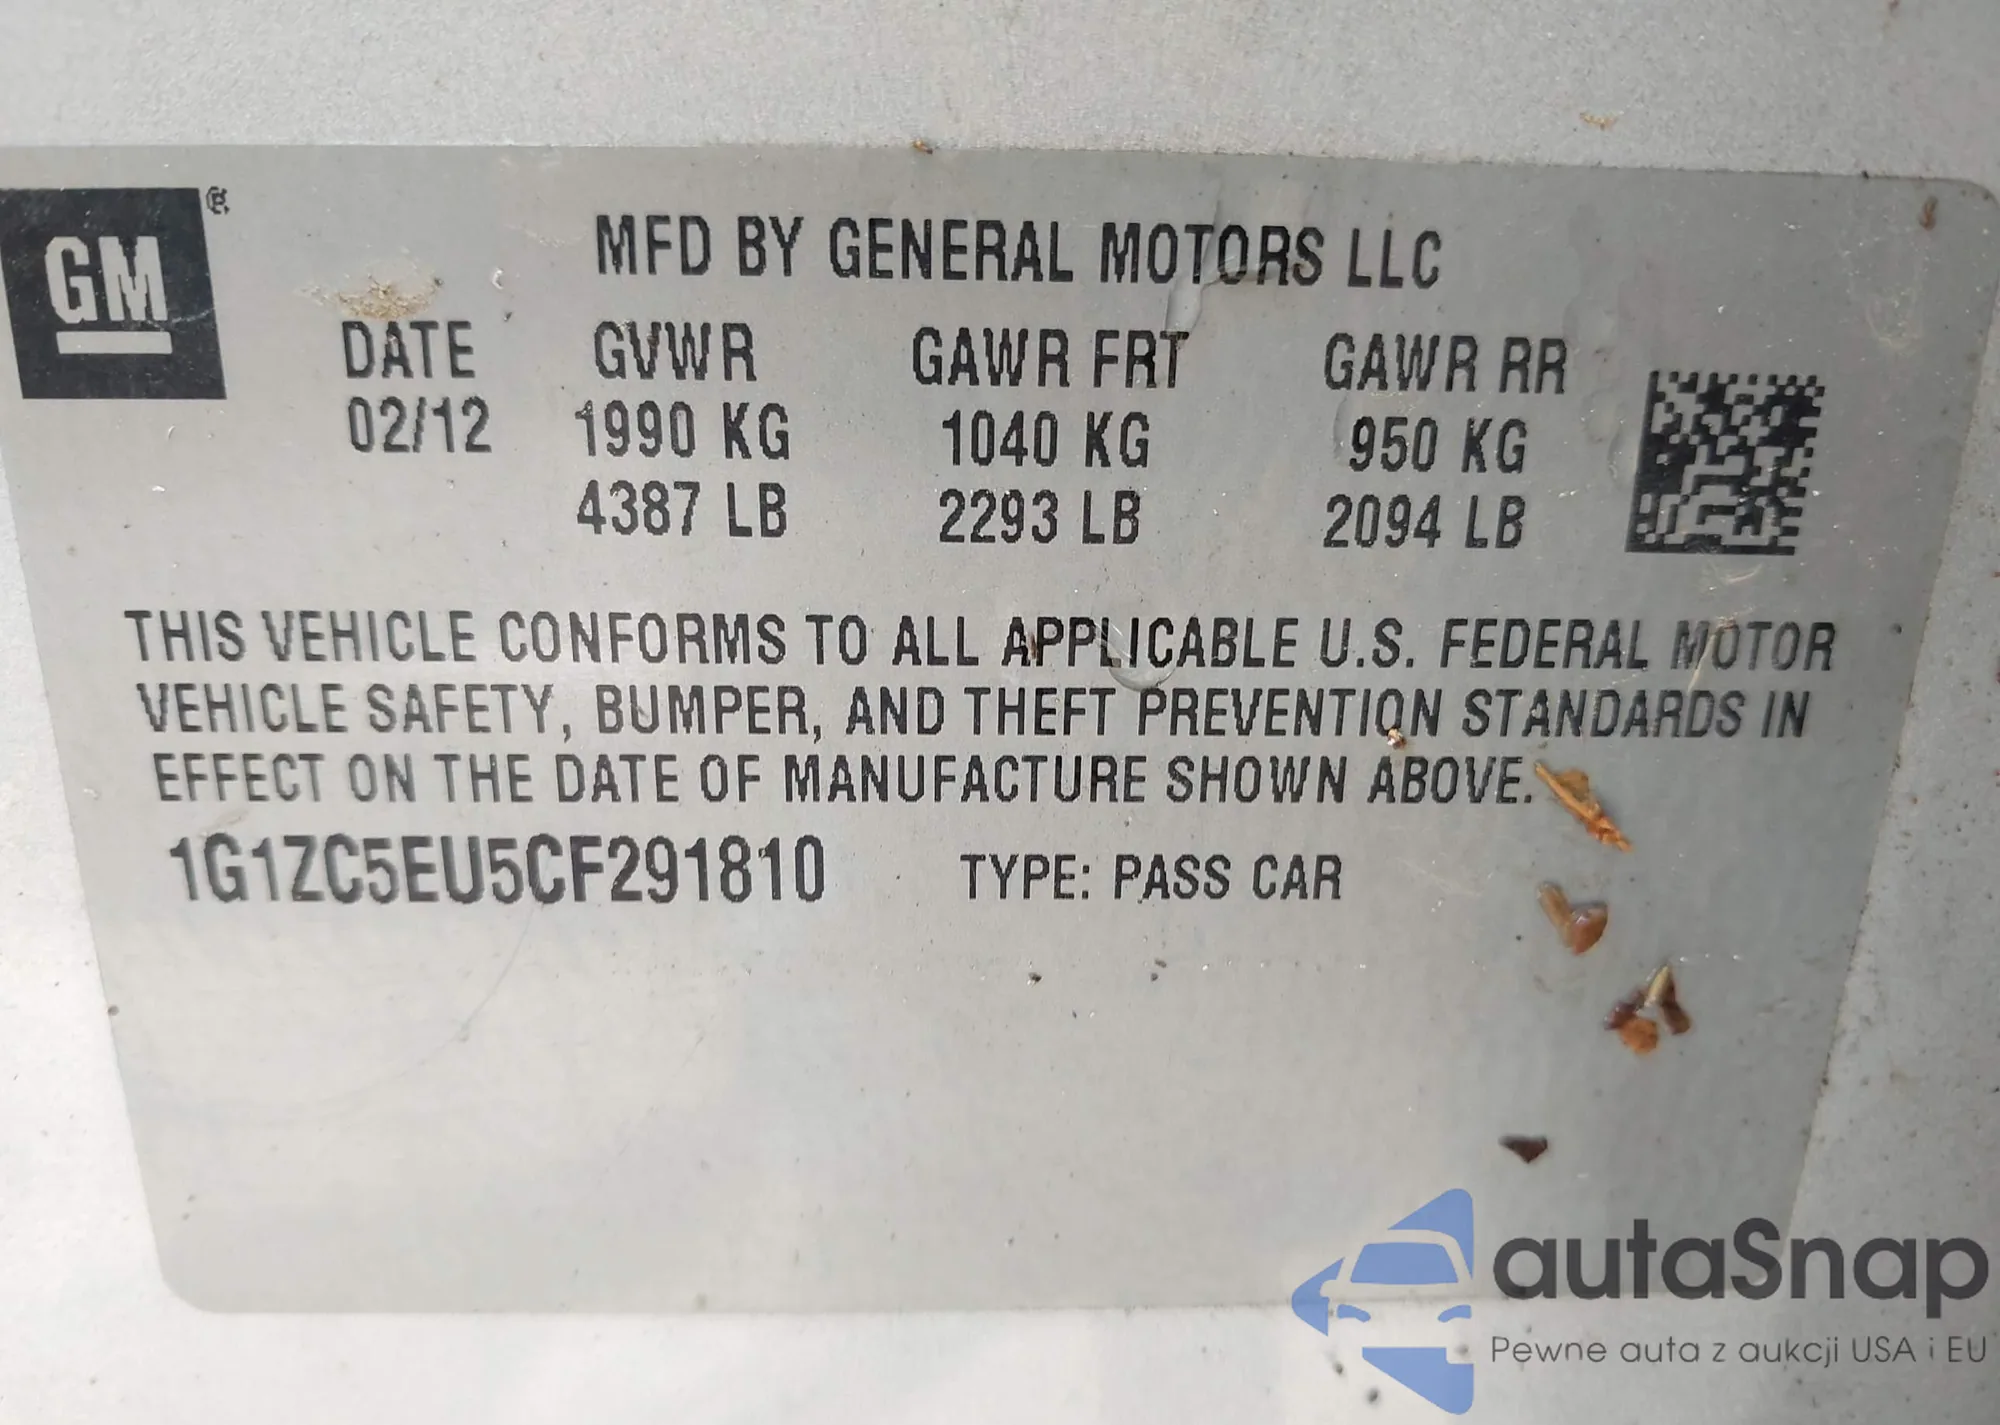 GM®
MFD BY GENERAL MOTORS LLC
DATE GVWR GAWR FRT GAWR RR
02/12 1990 KG 1040 KG 950 KG
4387 LB 2293 LB 2094 LB
THIS VEHICLE CONFORMS TO ALL APPLICABLE U.S. FEDERAL MOTOR
VEHICLE SAFETY, BUMPER, AND THEFT PREVENTION STANDARDS IN
EFFECT ON THE DATE OF MANUFACTURE SHOWN ABOVE.
1G1ZC5EU5CF291810 TYPE: PASS CAR
autaSnap
Pewne auta z aukcji USA i EU